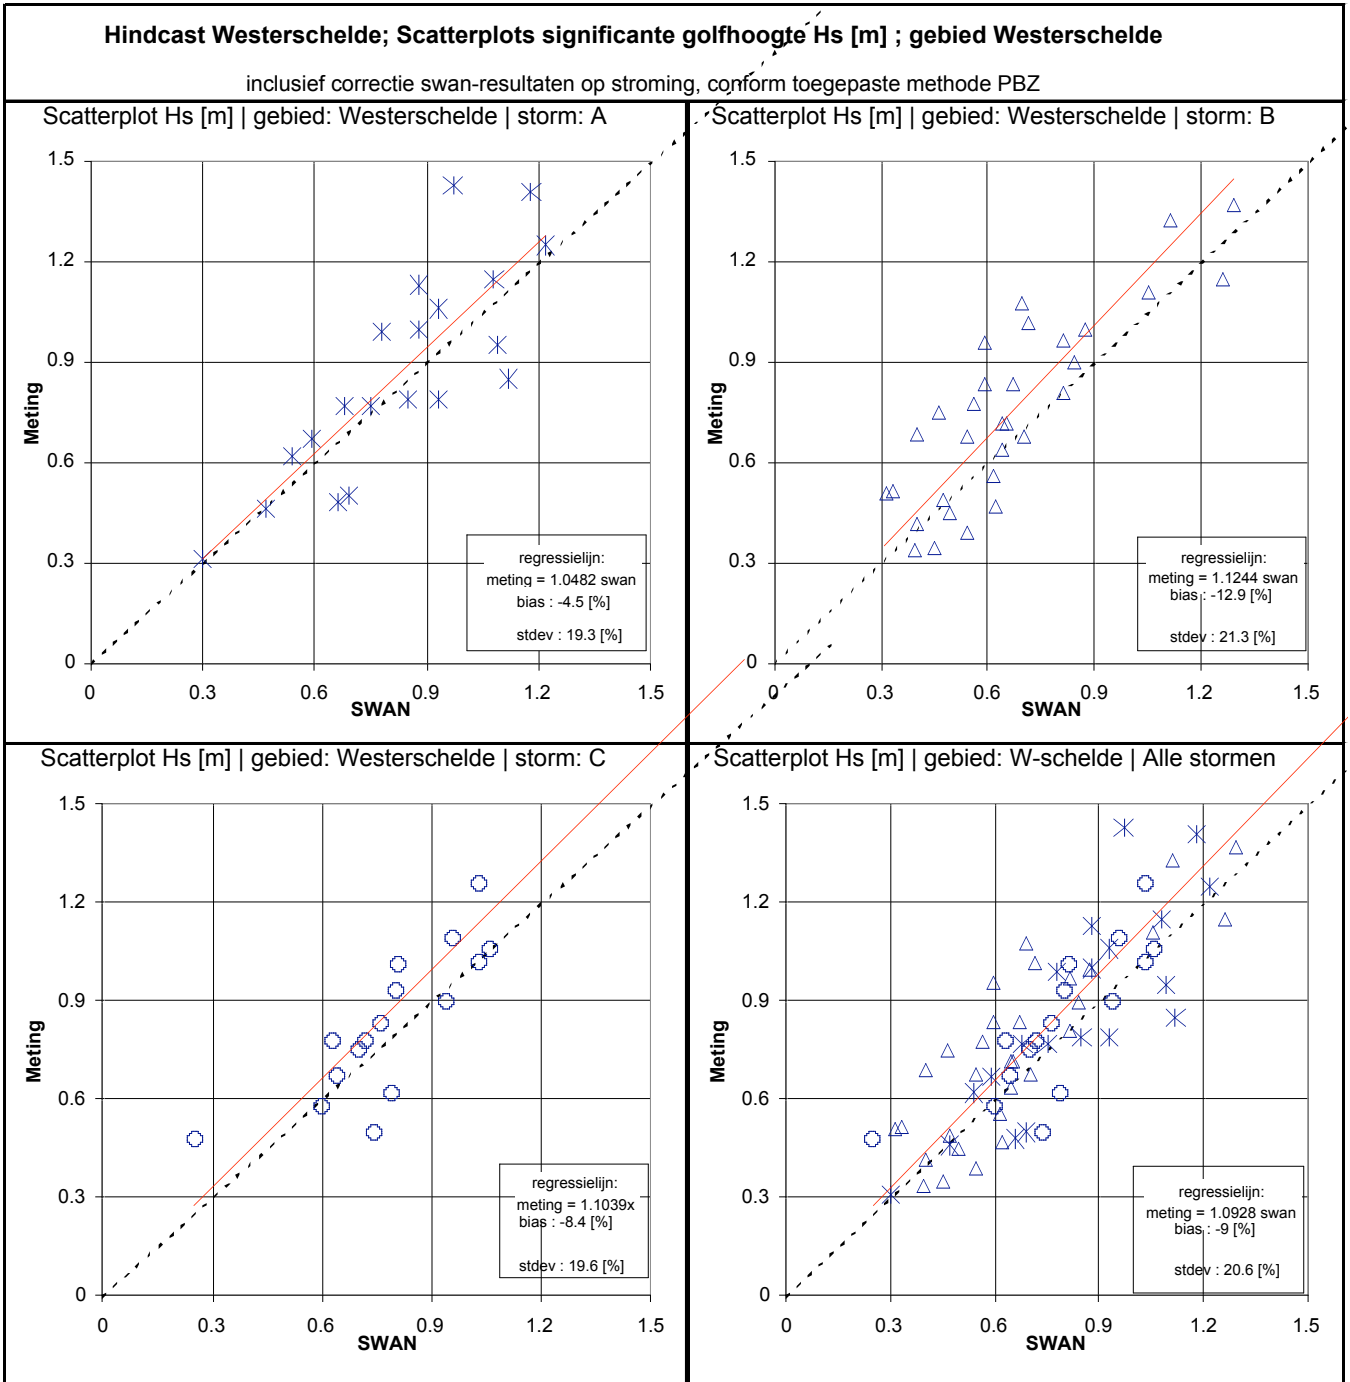 Hindcast Westerschelde; Scatterplots significante golfhoogte Hs [m] ; gebied Westerschelde
inclusief correctie swan-resultaten op stroming, conform toegepaste methode PBZ
Scatterplot Hs [m] | gebied: Westerschelde | storm: A
1.5
1.2
0.9
0.6
0.3
0
Meting
0 0.3 0.6 0.9 1.2 1.5
SWAN
regressielijn:
meting = 1.0482 swan
bias : -4.5 [%]
stdev : 19.3 [%]
Scatterplot Hs [m] | gebied: Westerschelde | storm: B
1.5
1.2
0.9
0.6
0.3
0
Meting
0 0.3 0.6 0.9 1.2 1.5
SWAN
regressielijn:
meting = 1.1244 swan
bias : -12.9 [%]
stdev : 21.3 [%]
Scatterplot Hs [m] | gebied: Westerschelde | storm: C
1.5
1.2
0.9
0.6
0.3
0
Meting
0 0.3 0.6 0.9 1.2 1.5
SWAN
regressielijn:
meting = 1.1039x
bias : -8.4 [%]
stdev : 19.6 [%]
Scatterplot Hs [m] | gebied: W-schelde | Alle stormen
1.5
1.2
0.9
0.6
0.3
0
Meting
0 0.3 0.6 0.9 1.2 1.5
SWAN
regressielijn:
meting = 1.0928 swan
bias : -9 [%]
stdev : 20.6 [%]